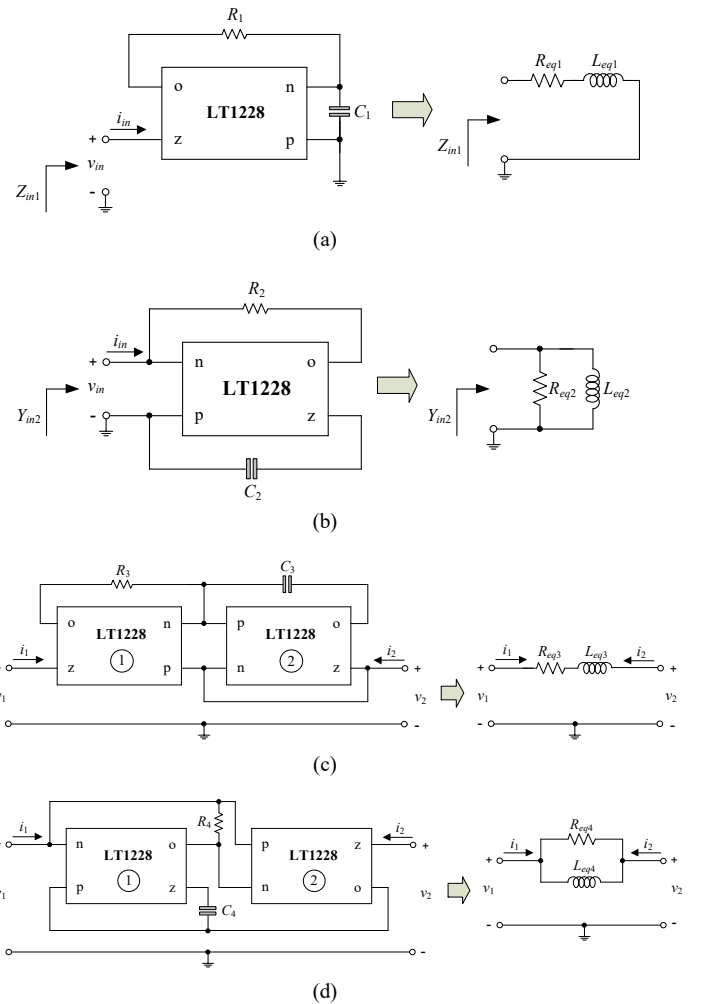 R1
o n
LT1228
C1
z p
iin
+
vin
-
Zin1
Req1 Leq1
Zin1
(a)
R2
iin
+
vin
-
Yin2
n o
LT1228
p z
C2
Yin2
Req2 Leq2
(b)
R3 C3
o n p o
LT1228 LT1228
1 2
z p n z
i1 i2
+
v2
-
i1 Req3 Leq3 i2
+ +
v1 v2
- -
(c)
i1 R4 i2
n o p z
LT1228 LT1228
1 2
p z n o
C4
+ +
v2
- -
Req4
i1 i2
Leq4
+ +
v1 v2
- -
(d)